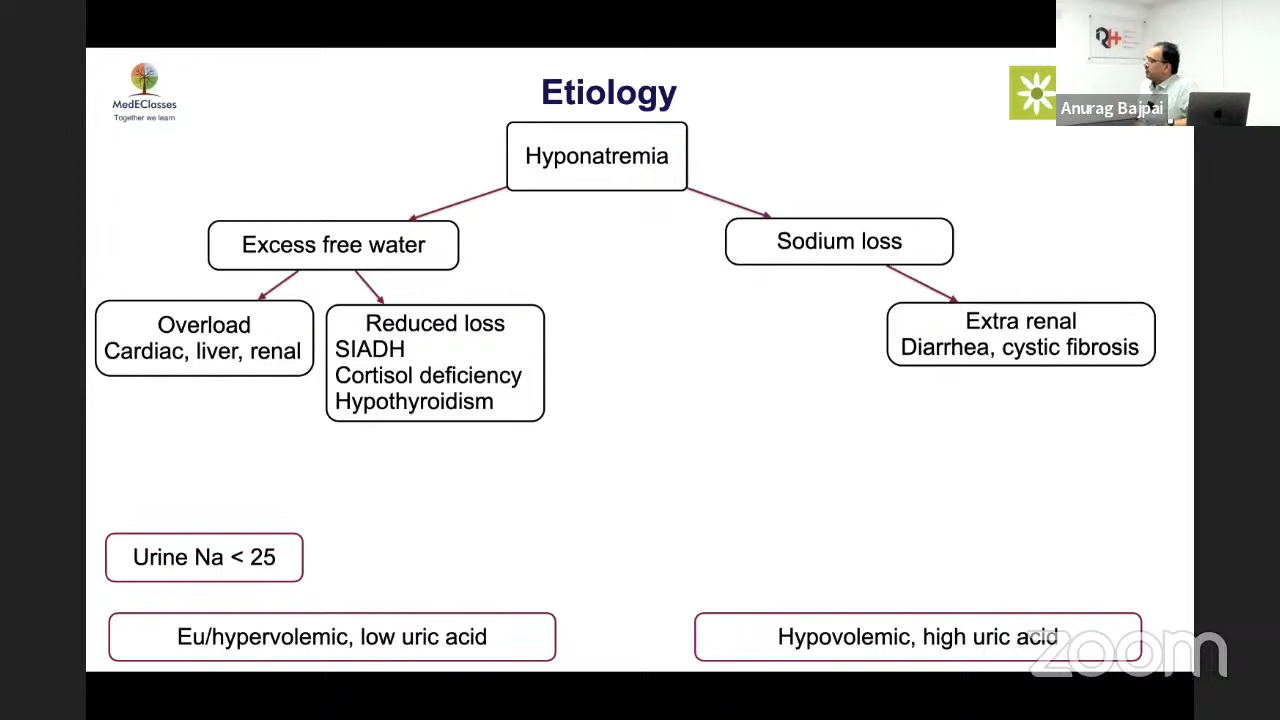 MedEClasses
Together we learn
Etiology
Anurag Bajpai
Hyponatremia
Excess free water
Sodium loss
Overload
Cardiac, liver, renal
Reduced loss
SIADH
Cortisol deficiency
Hypothyroidism
Extra renal
Diarrhea, cystic fibrosis
Urine Na < 25
Eu/hypervolemic, low uric acid
Hypovolemic, high uric acid
zoom